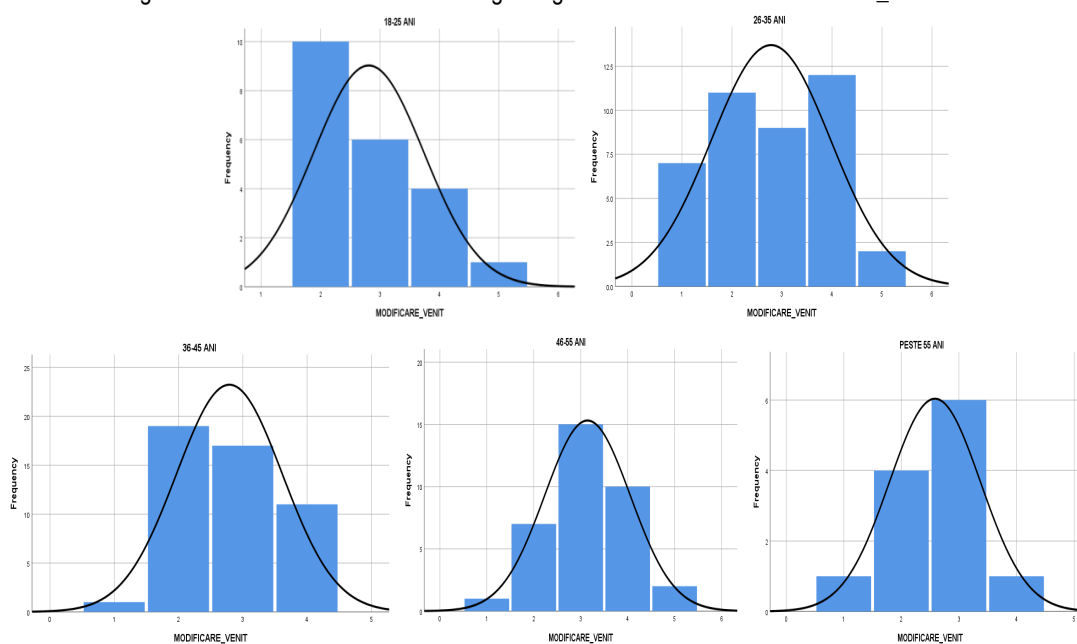 18-25 ANI
Frequency
10
8
6
4
2
0
1 2 3 4 5 6
MODIFICARE_VENIT
26-35 ANI
Frequency
12.5
10.0
7.5
5.0
2.5
0.0
0 1 2 3 4 5 6
MODIFICARE_VENIT
36-45 ANI
Frequency
25
20
15
10
5
0
0 1 2 3 4 5
MODIFICARE_VENIT
46-55 ANI
Frequency
20
15
10
5
0
0 1 2 3 4 5 6
MODIFICARE_VENIT
PESTE 55 ANI
Frequency
6
4
2
0
0 1 2 3 4 5
MODIFICARE_VENIT